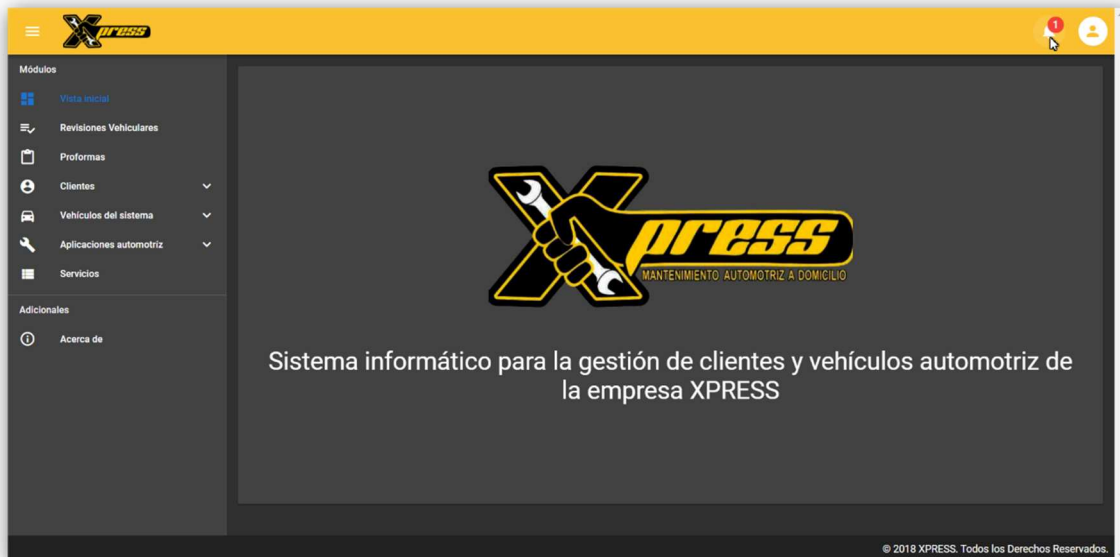 Xpress
1
Módulos
Vista inicial
Revisiones Vehiculares
Proformas
Clientes
Vehículos del sistema
Aplicaciones automotríz
Servicios
Adicionales
Acerca de
Xpress
MANTENIMIENTO AUTOMOTRIZ A DOMICILIO
Sistema informático para la gestión de clientes y vehículos automotriz de
la empresa XPRESS
© 2018 XPRESS. Todos los Derechos Reservados.